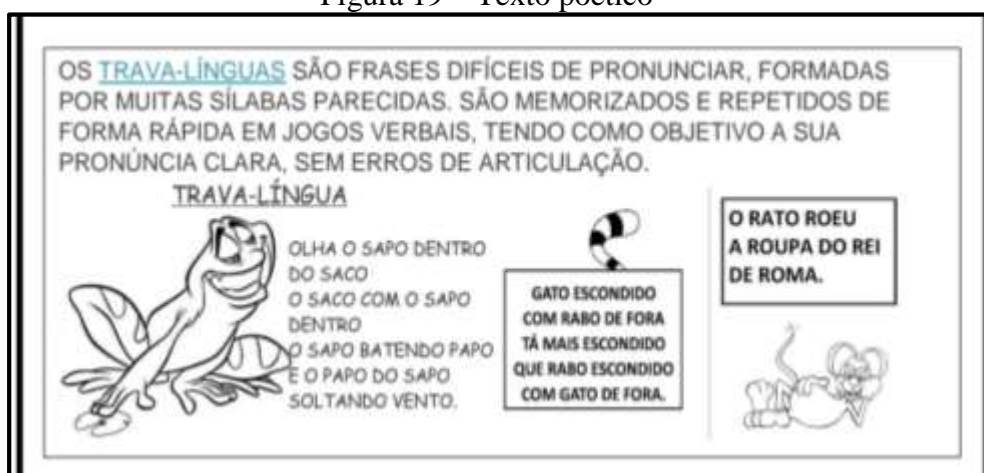 Figura 19 – Texto poético
OS TRAVA-LÍNGUAS SÃO FRASES DIFÍCEIS DE PRONUNCIAR, FORMADAS
POR MUITAS SÍLABAS PARECIDAS. SÃO MEMORIZADOS E REPETIDOS DE
FORMA RÁPIDA EM JOGOS VERBAIS, TENDO COMO OBJETIVO A SUA
PRONÚNCIA CLARA, SEM ERROS DE ARTICULAÇÃO.
TRAVA-LÍNGUA
OLHA O SAPO DENTRO
DO SACO
O SACO COM O SAPO
DENTRO
O SAPO BATENDO PAPO
E O PAPO DO SAPO
SOLTANDO VENTO.
GATO ESCONDIDO
COM RABO DE FORA
TÁ MAIS ESCONDIDO
QUE RABO ESCONDIDO
COM GATO DE FORA.
O RATO ROEU
A ROUPA DO REI
DE ROMA.